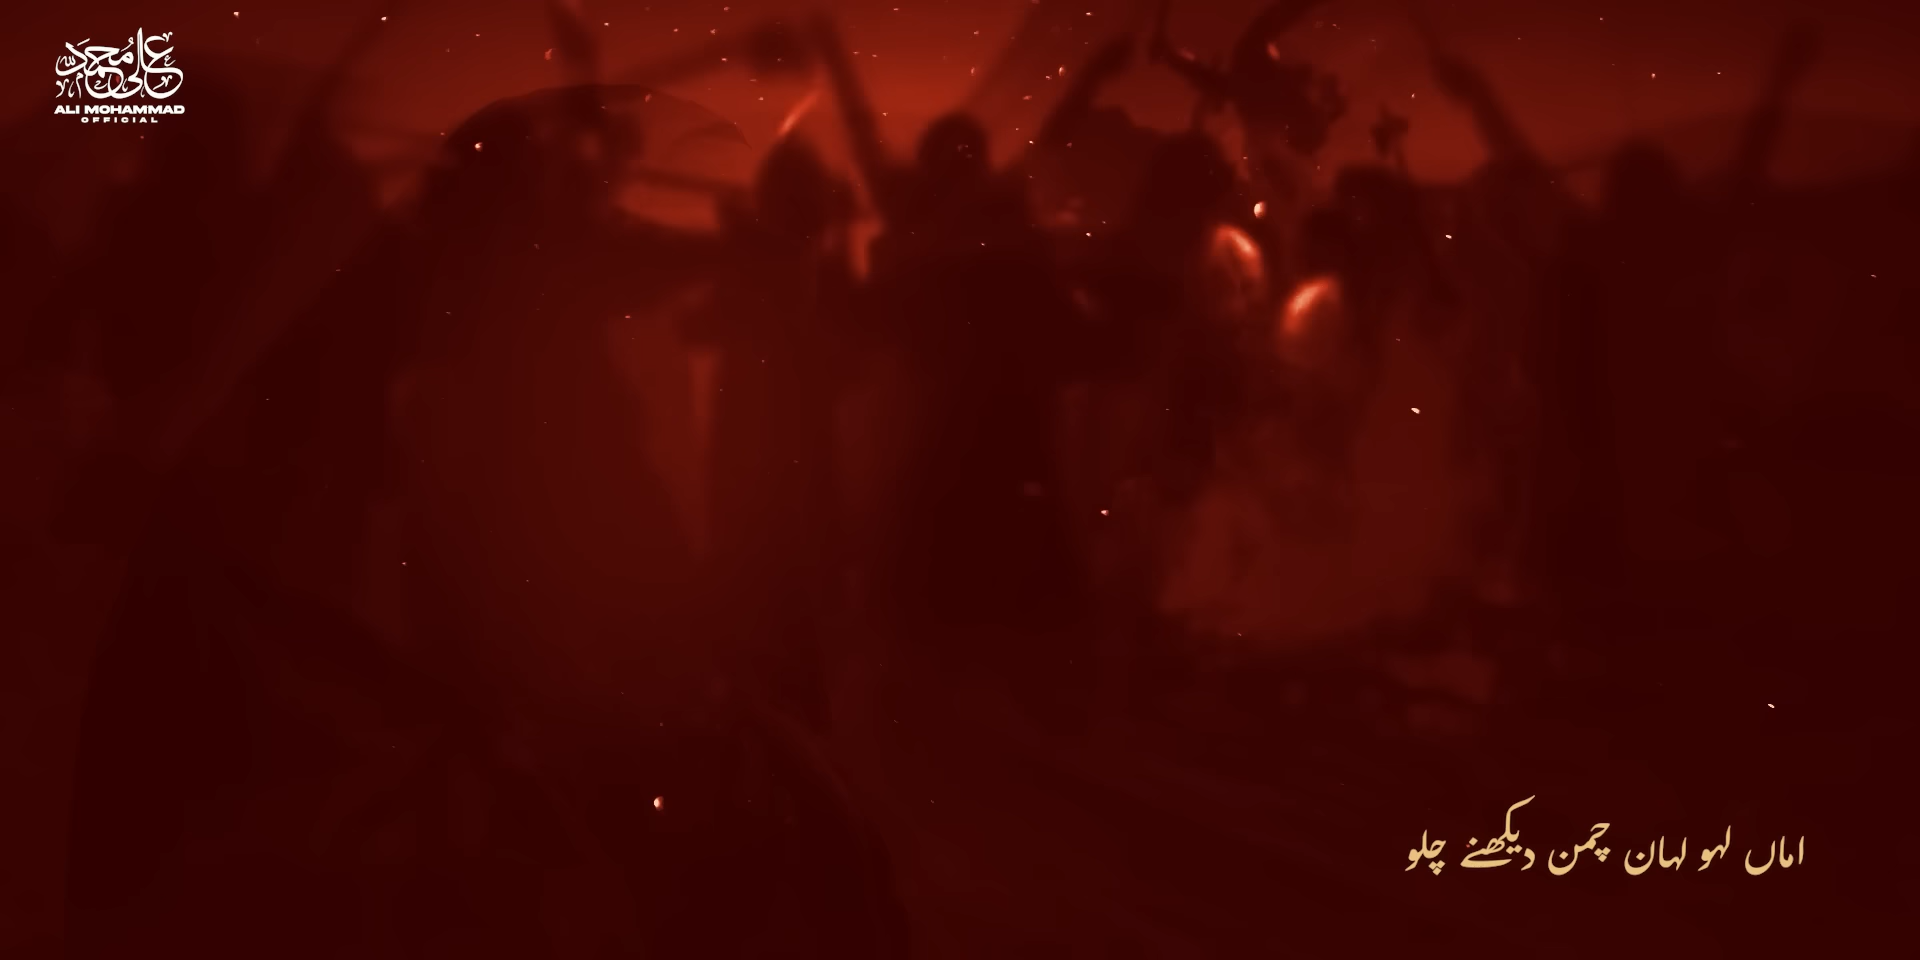 علی محمد
ALI MOHAMMAD
OFFICIAL
اماں لہو لہان چمن دیکھنے چلو